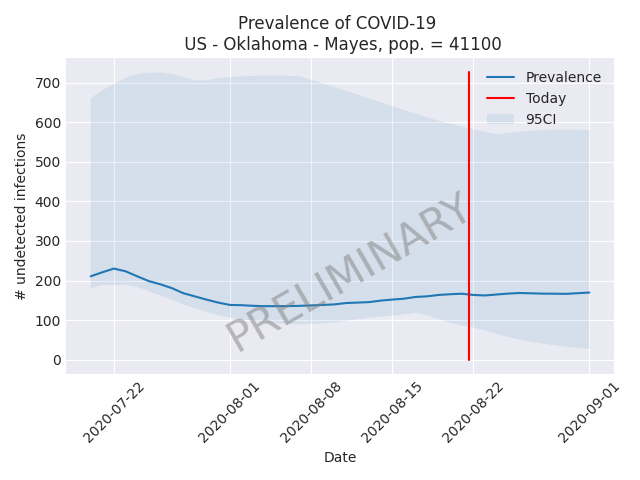 Prevalence of COVID-19
US - Oklahoma - Mayes, pop. = 41100
700
600
500
400
300
200
100
0
# undetected infections
Prevalence
Today
95CI
PRELIMINARY
2020-07-22
2020-08-01
2020-08-08
2020-08-15
2020-08-22
2020-09-01
Date